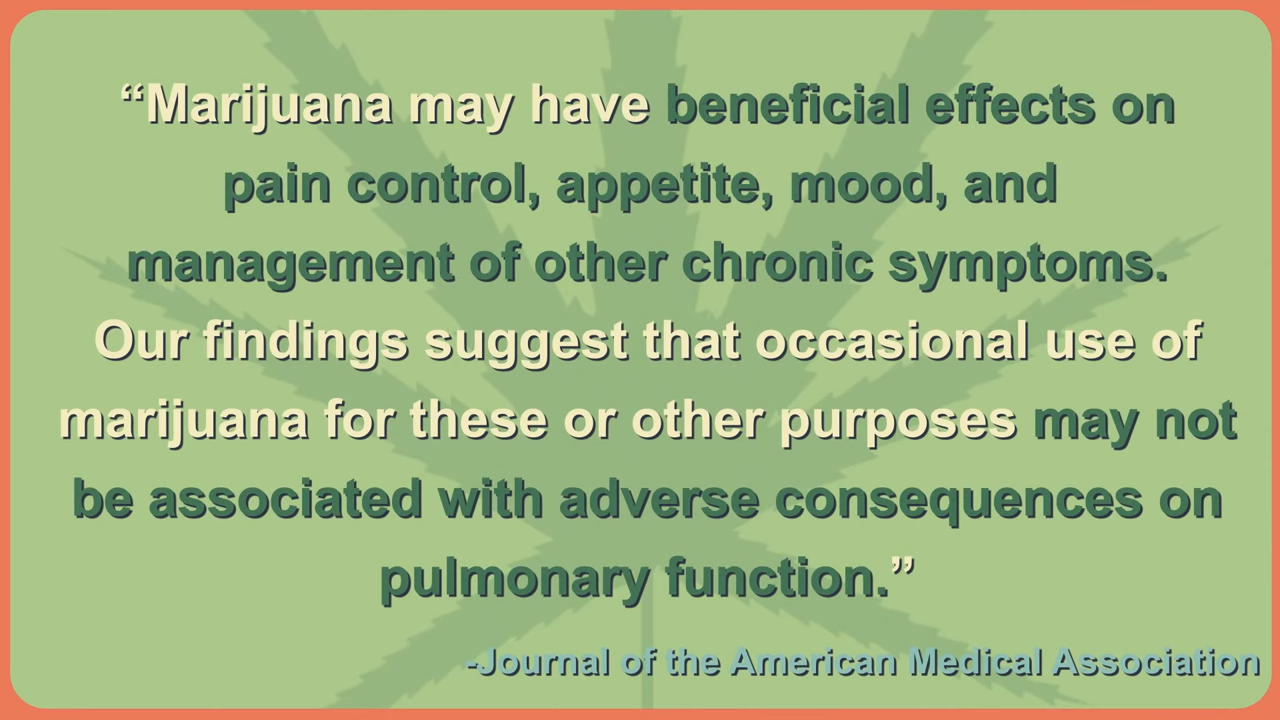 “Marijuana may have beneficial effects on
pain control, appetite, mood, and
management of other chronic symptoms.
Our findings suggest that occasional use of
marijuana for these or other purposes may not
be associated with adverse consequences on
pulmonary function.”
-Journal of the American Medical Association